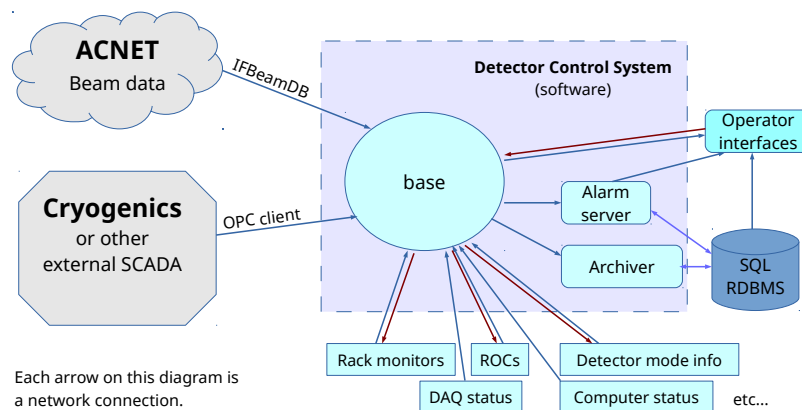 ACNET
Beam data
IFBeamDB
Detector Control System
(software)
Operator
interfaces
base
Cryogenics
or other
external SCADA
OPC client
Alarm
server
Archiver
SQL
RDBMS
Rack monitors
ROCs
Detector mode info
DAQ status
Computer status
etc...
Each arrow on this diagram is
a network connection.